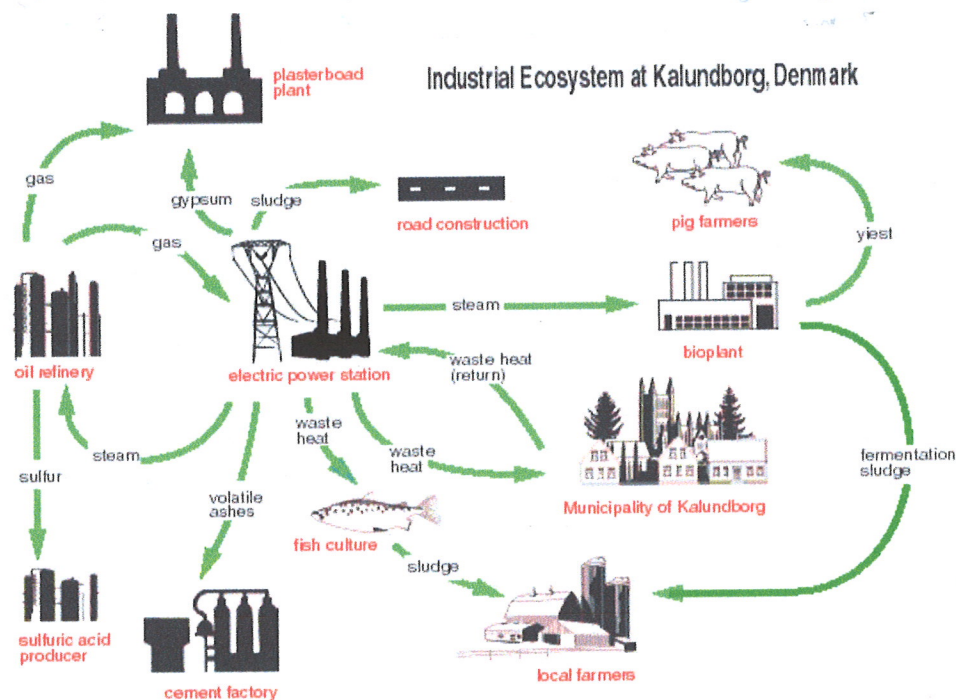 Industrial Ecosystem at Kalundborg, Denmark
plasterboad
plant
gas
gypsum
sludge
road construction
pig farmers
yiest
gas
steam
oil refinery
electric power station
waste heat
(return)
bioplant
steam
waste
heat
waste
heat
fermentation
sludge
sulfur
volatile
ashes
Municipality of Kalundborg
fish culture
sludge
sulfuric acid
producer
cement factory
local farmers